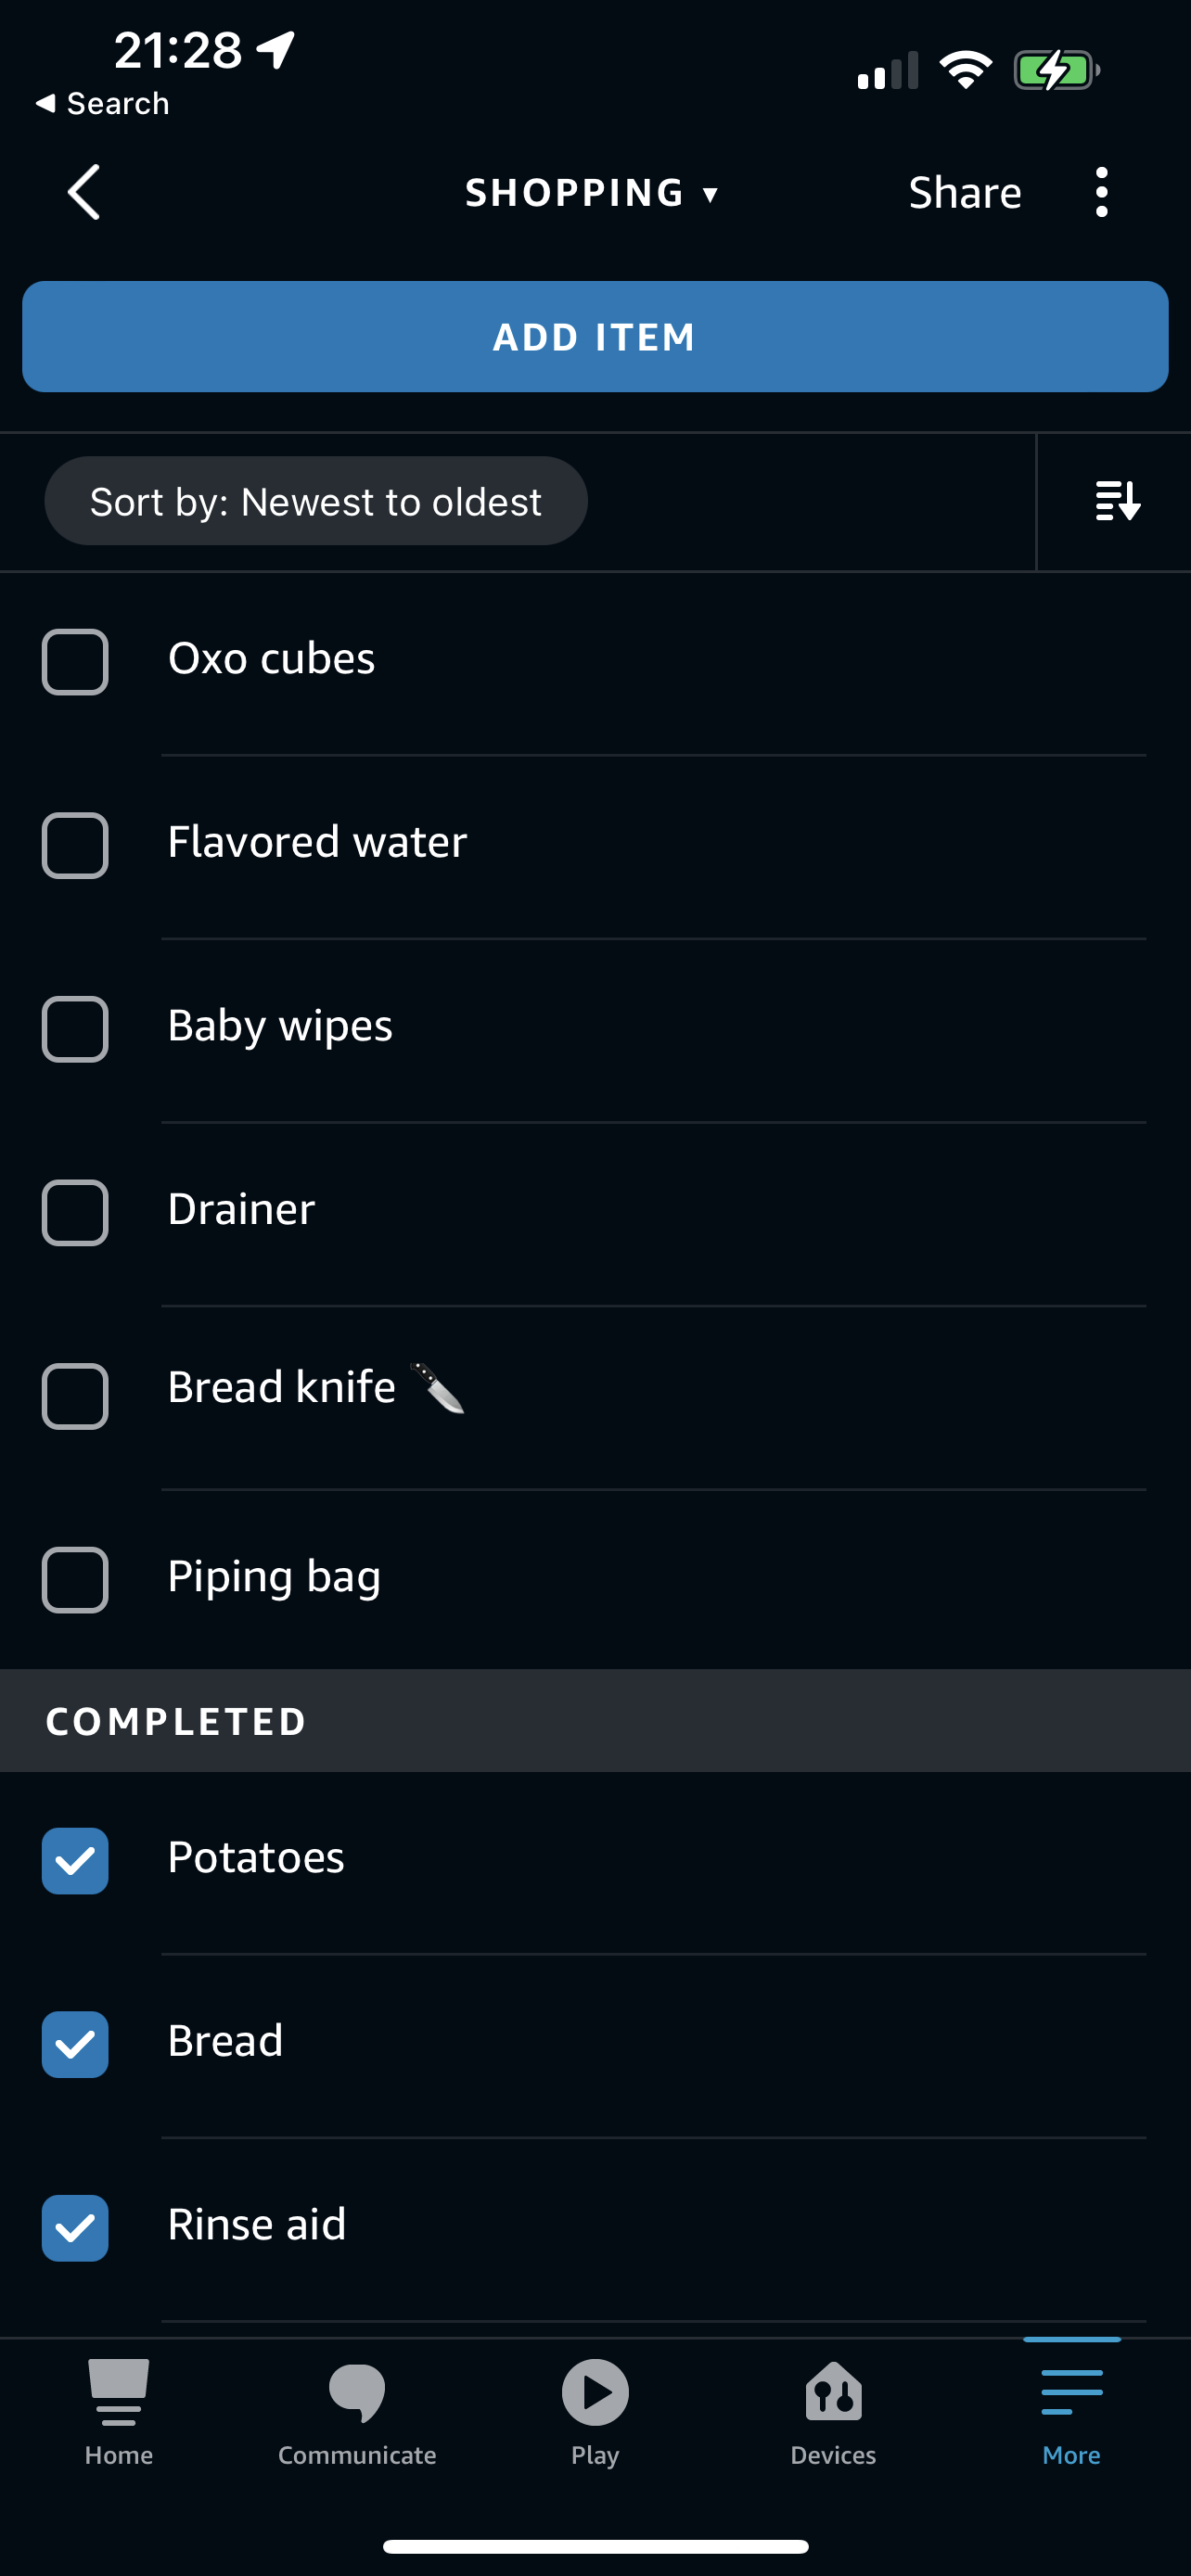 21:28
◀ Search
SHOPPING ▾
Share
ADD ITEM
Sort by: Newest to oldest
Oxo cubes
Flavored water
Baby wipes
Drainer
Bread knife 🔪
Piping bag
COMPLETED
Potatoes
Bread
Rinse aid
Home
Communicate
Play
Devices
More